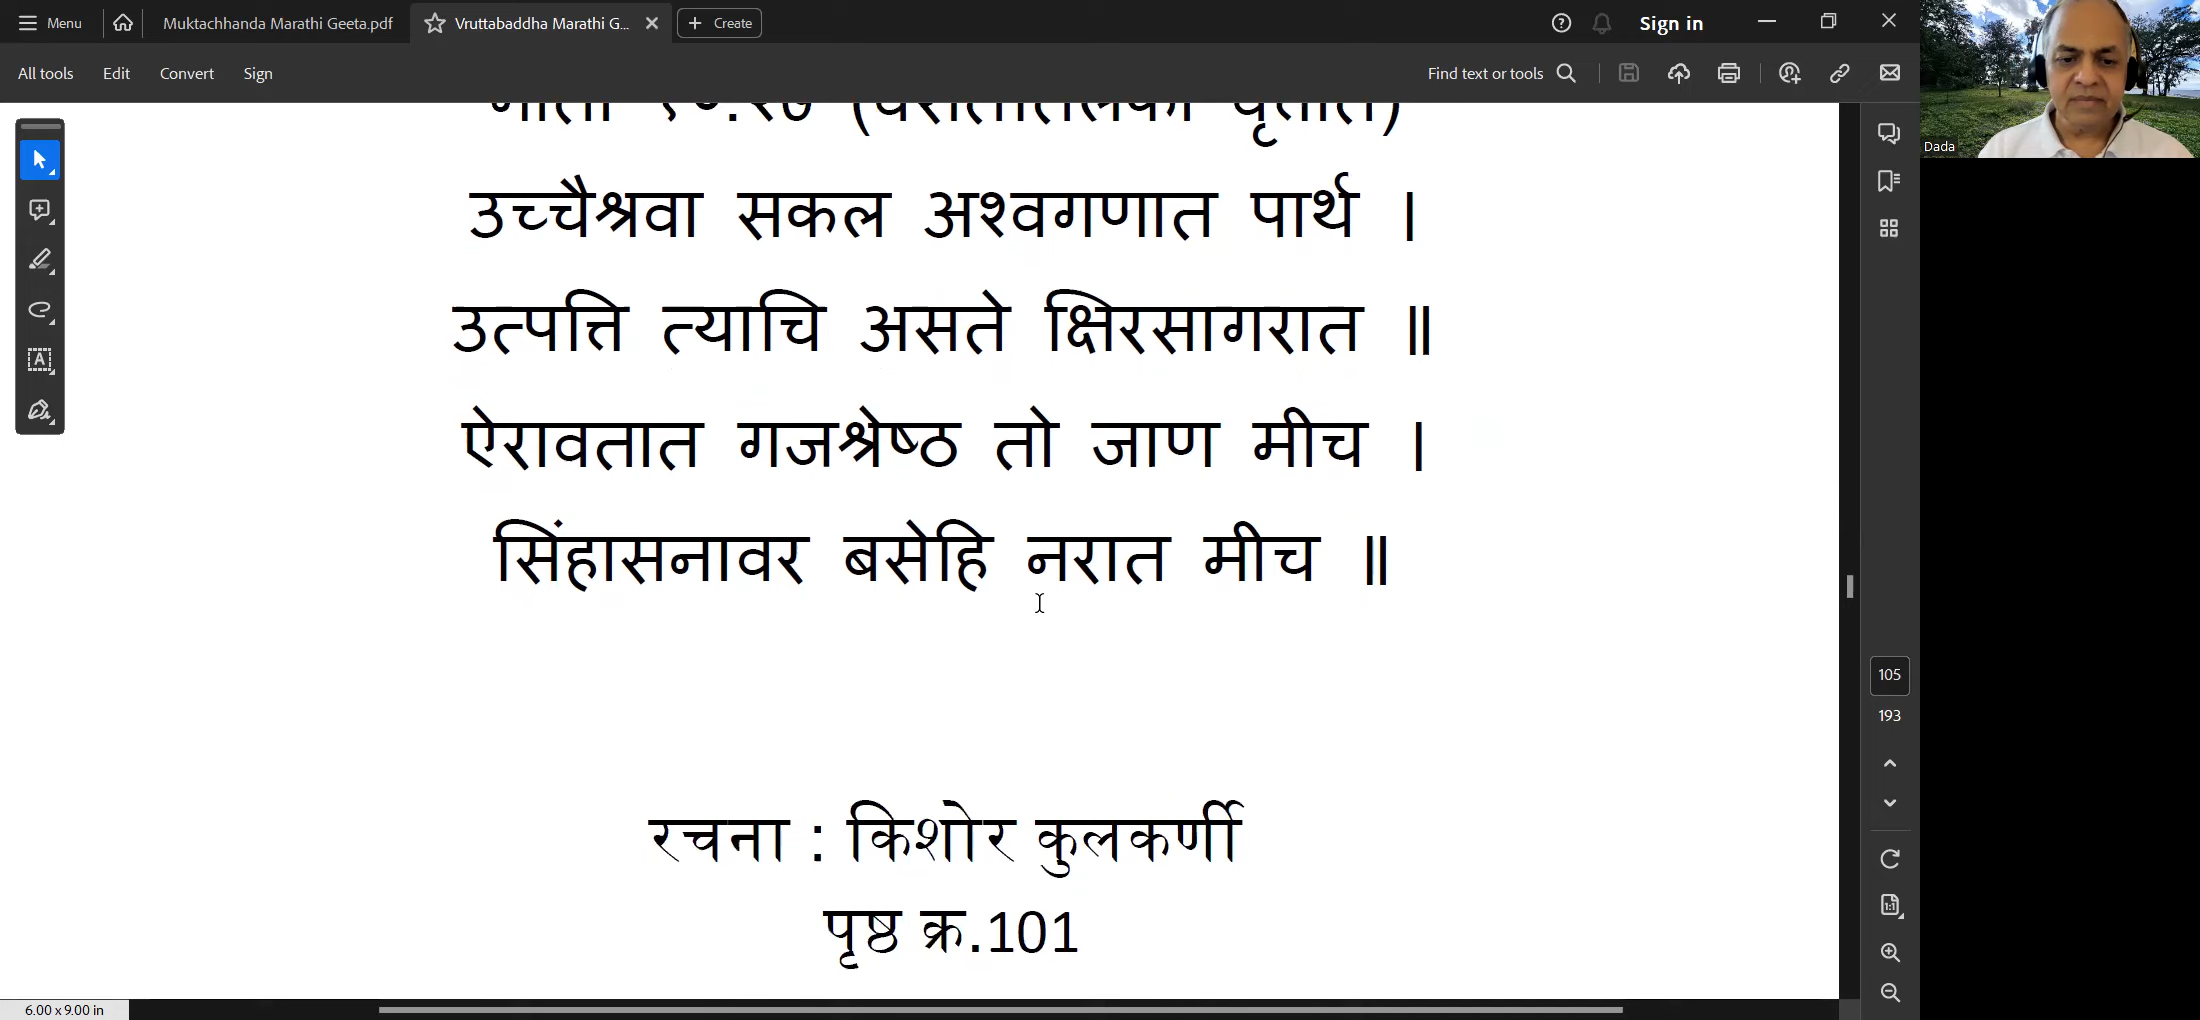 Menu Muktachhanda Marathi Geeta.pdf Vruttabaddha Marathi G... Create Sign in
All tools Edit Convert Sign Find text or tools
Dada
उच्चैश्रवा सकल अश्वगणात पार्थ ।
उत्पत्ति त्याचि असते क्षिरसागरात ॥
ऐरावतात गजश्रेष्ठ तो जाण मीच ।
सिंहासनावर बसेहि नरात मीच ॥
105
193
रचना : किशोर कुलकर्णी
पृष्ठ क्र.101
6.00 x 9.00 in